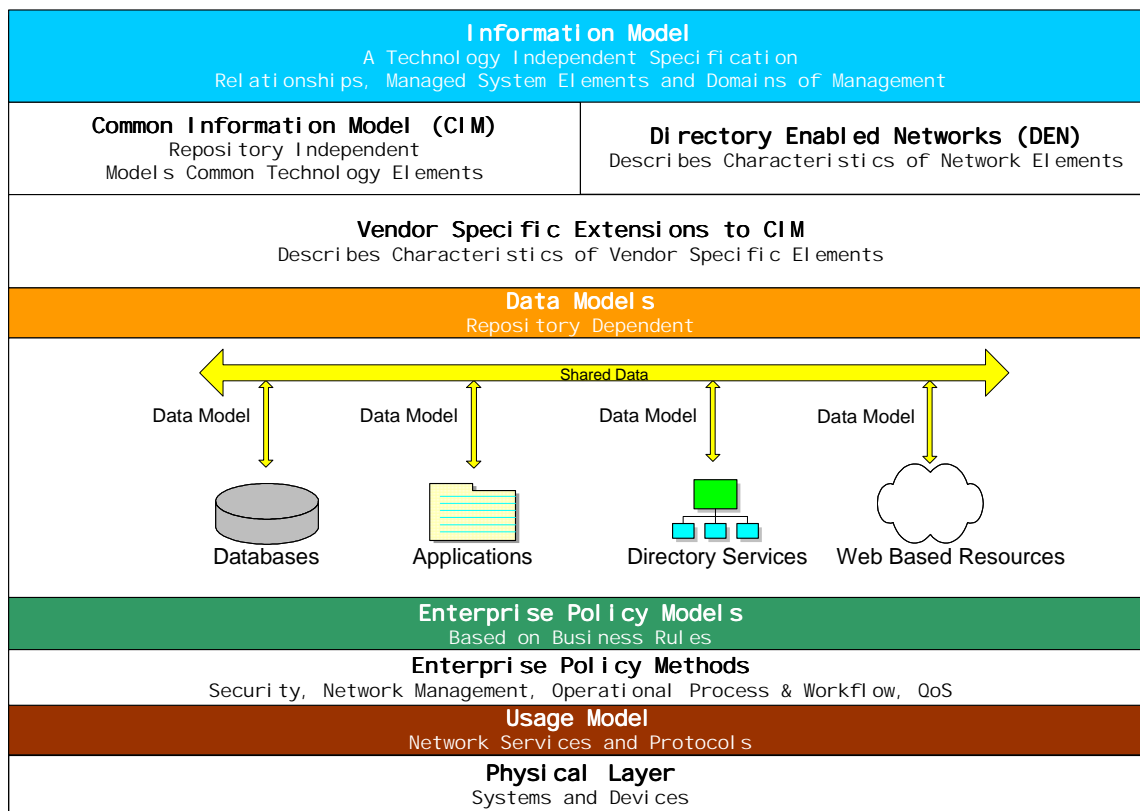 Information Model
A Technology Independent Specification
Relationships, Managed System Elements and Domains of Management
Common Information Model (CIM)
Repository Independent
Models Common Technology Elements
Directory Enabled Networks (DEN)
Describes Characteristics of Network Elements
Vendor Specific Extensions to CIM
Describes Characteristics of Vendor Specific Elements
Data Models
Repository Dependent
Shared Data
Data Model
Data Model
Data Model
Data Model
Databases
Applications
Directory Services
Web Based Resources
Enterprise Policy Models
Based on Business Rules
Enterprise Policy Methods
Security, Network Management, Operational Process & Workflow, QoS
Usage Model
Network Services and Protocols
Physical Layer
Systems and Devices